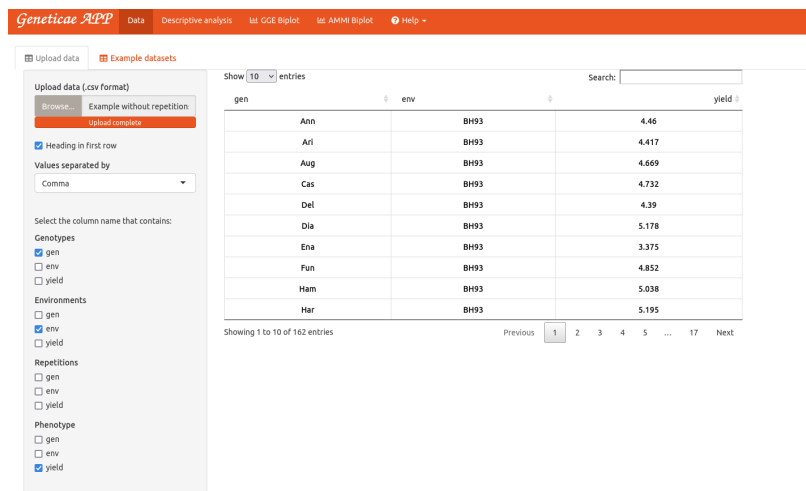 Geneticae APP Data Descriptive analysis GGE Biplot AMMI Biplot Help
Upload data Example datasets
Upload data (.csv format)
Browse... Example without repetition
Upload complete
Heading in first row
Values separated by
Comma
Select the column name that contains:
Genotypes
gen
env
yield
Environments
gen
env
yield
Repetitions
gen
env
yield
Phenotype
gen
env
yield
Show 10 entries Search:
gen env yield
Ann BH93 4.46
Ari BH93 4.417
Aug BH93 4.669
Cas BH93 4.732
Del BH93 4.39
Dia BH93 5.178
Ena BH93 3.375
Fun BH93 4.852
Ham BH93 5.038
Har BH93 5.195
Showing 1 to 10 of 162 entries Previous 1 2 3 4 5 ... 17 Next